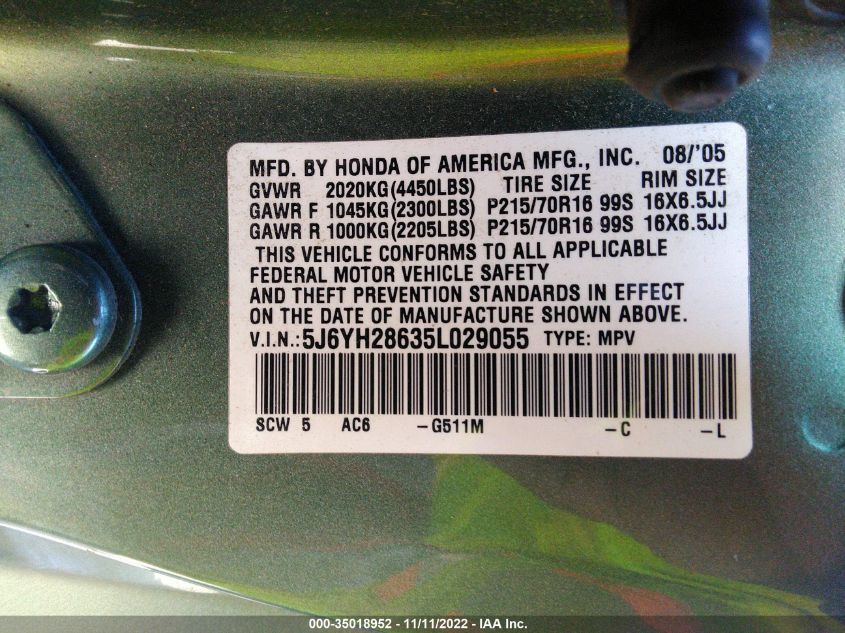 MFD. BY HONDA OF AMERICA MFG., INC. 08/'05
GVWR 2020KG(4450LBS) TIRE SIZE RIM SIZE
GAWR F 1045KG(2300LBS) P215/70R16 99S 16X6.5JJ
GAWR R 1000KG(2205LBS) P215/70R16 99S 16X6.5JJ
THIS VEHICLE CONFORMS TO ALL APPLICABLE
FEDERAL MOTOR VEHICLE SAFETY
AND THEFT PREVENTION STANDARDS IN EFFECT
ON THE DATE OF MANUFACTURE SHOWN ABOVE.
V.I.N.:5J6YH28635L029055 TYPE: MPV
SCW 5 AC6 -G511M -C -L
000-35018952 - 11/11/2022 - IAA Inc.